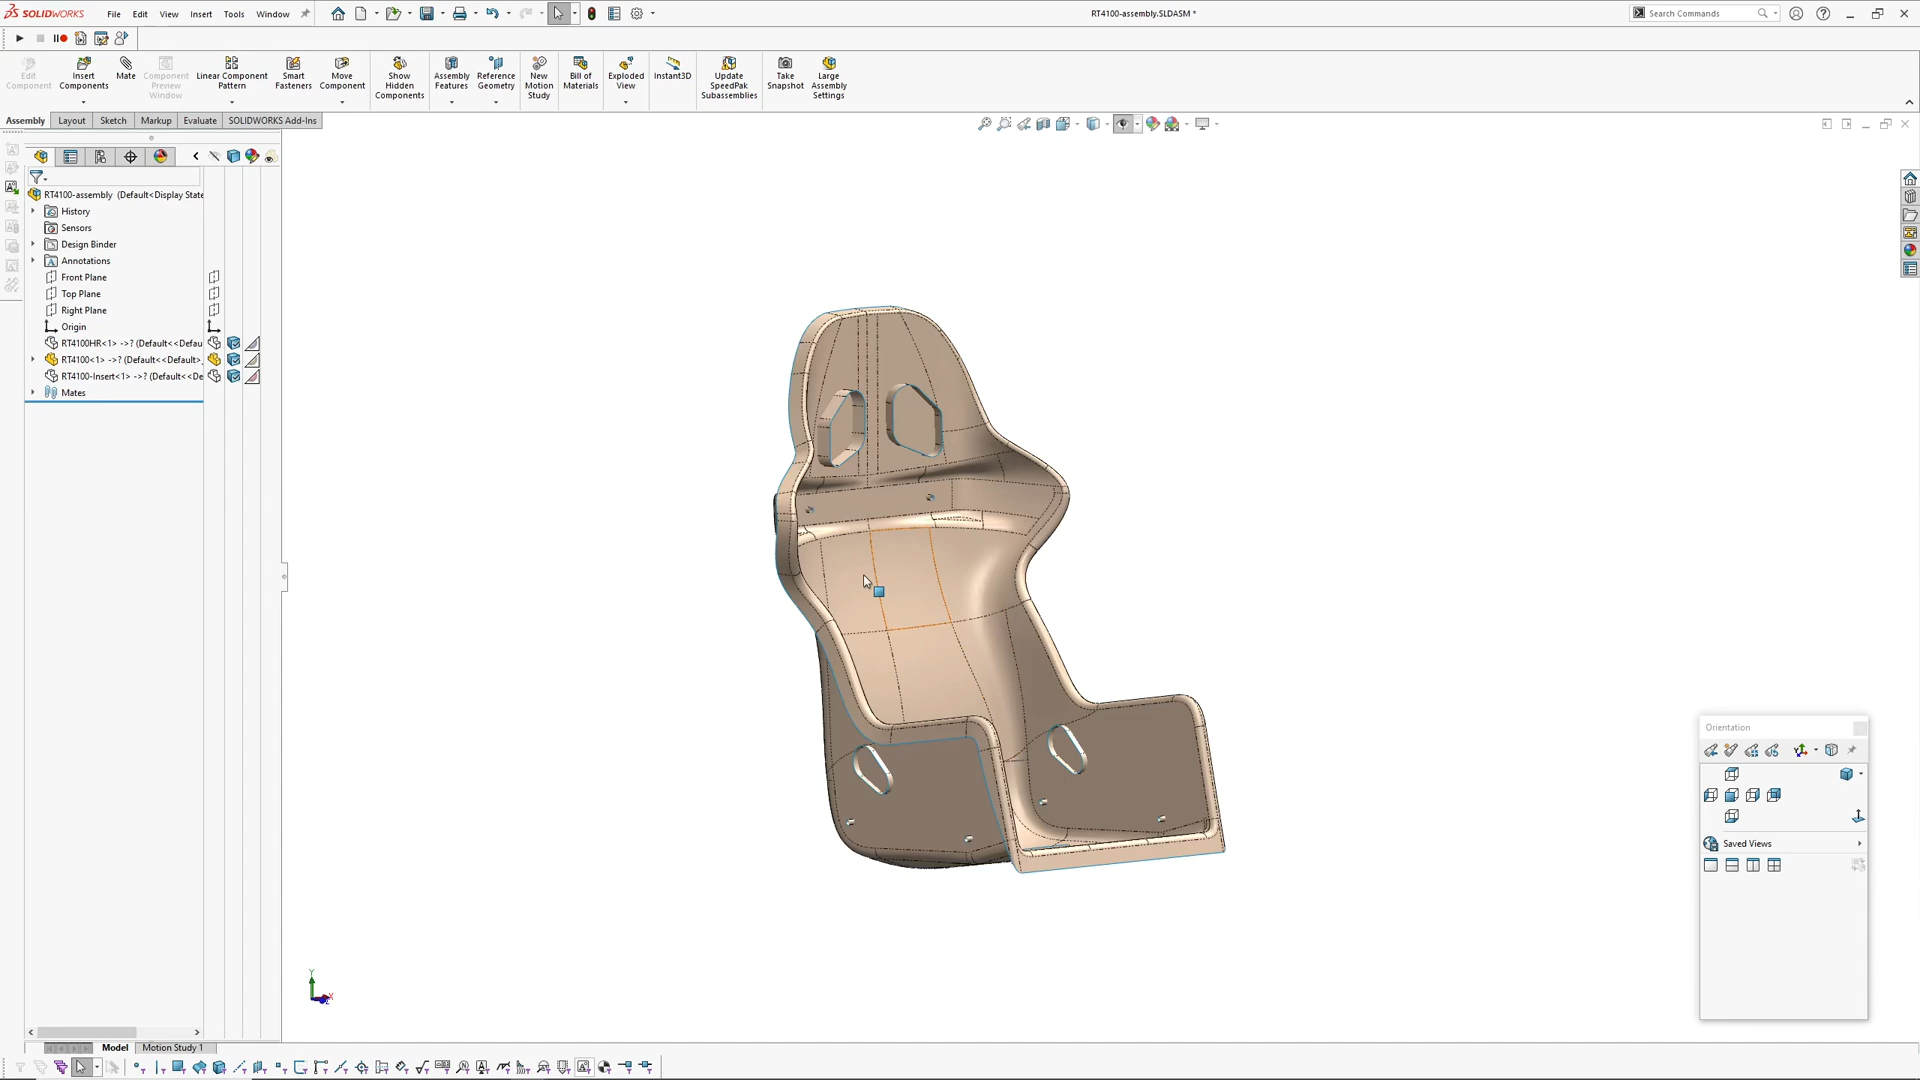 SOLIDWORKS File Edit View Insert Tools Window RT4100-assembly.SLDASM * Search Commands
Edit Component
Insert Components
Mate
Component Preview Window
Linear Component Pattern
Smart Fasteners
Move Component
Show Hidden Components
Assembly Features
Reference Geometry
New Motion Study
Bill of Materials
Exploded View
Instant3D
Update SpeedPak Subassemblies
Take Snapshot
Large Assembly Settings
Assembly Layout Sketch Markup Evaluate SOLIDWORKS Add-Ins
RT4100-assembly (Default<Display State
History
Sensors
Design Binder
Annotations
Front Plane
Top Plane
Right Plane
Origin
RT4100HR<1> ->? (Default<<Defau
RT4100<1> ->? (Default<<Default>
RT4100-Insert<1> ->? (Default<<De
Mates
Orientation
Saved Views
Y
X
Z
Model Motion Study 1